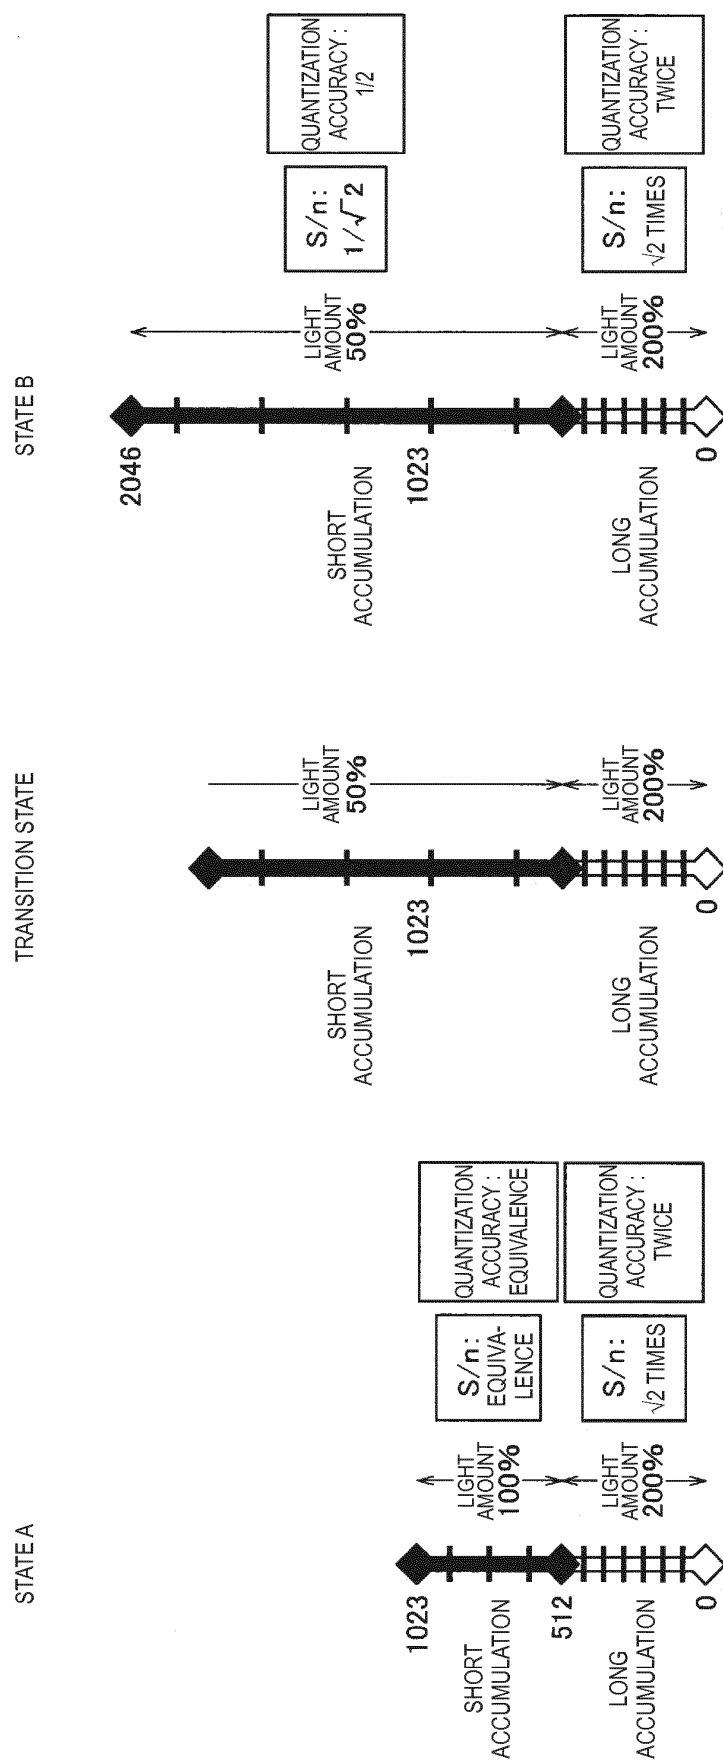 STATE A
1023
SHORT
ACCUMULATION
512
LONG
ACCUMULATION
0
LIGHT
AMOUNT
100%
LIGHT
AMOUNT
200%
S/n:
EQUIVA-
LENCE
S/n:
√2 TIMES
QUANTIZATION
ACCURACY :
EQUIVALENCE
QUANTIZATION
ACCURACY :
TWICE
TRANSITION STATE
SHORT
ACCUMULATION
1023
LONG
ACCUMULATION
0
LIGHT
AMOUNT
50%
LIGHT
AMOUNT
200%
STATE B
2046
SHORT
ACCUMULATION
1023
LONG
ACCUMULATION
0
LIGHT
AMOUNT
50%
LIGHT
AMOUNT
200%
S/n:
1/√2
S/n:
√2 TIMES
QUANTIZATION
ACCURACY :
1/2
QUANTIZATION
ACCURACY :
TWICE